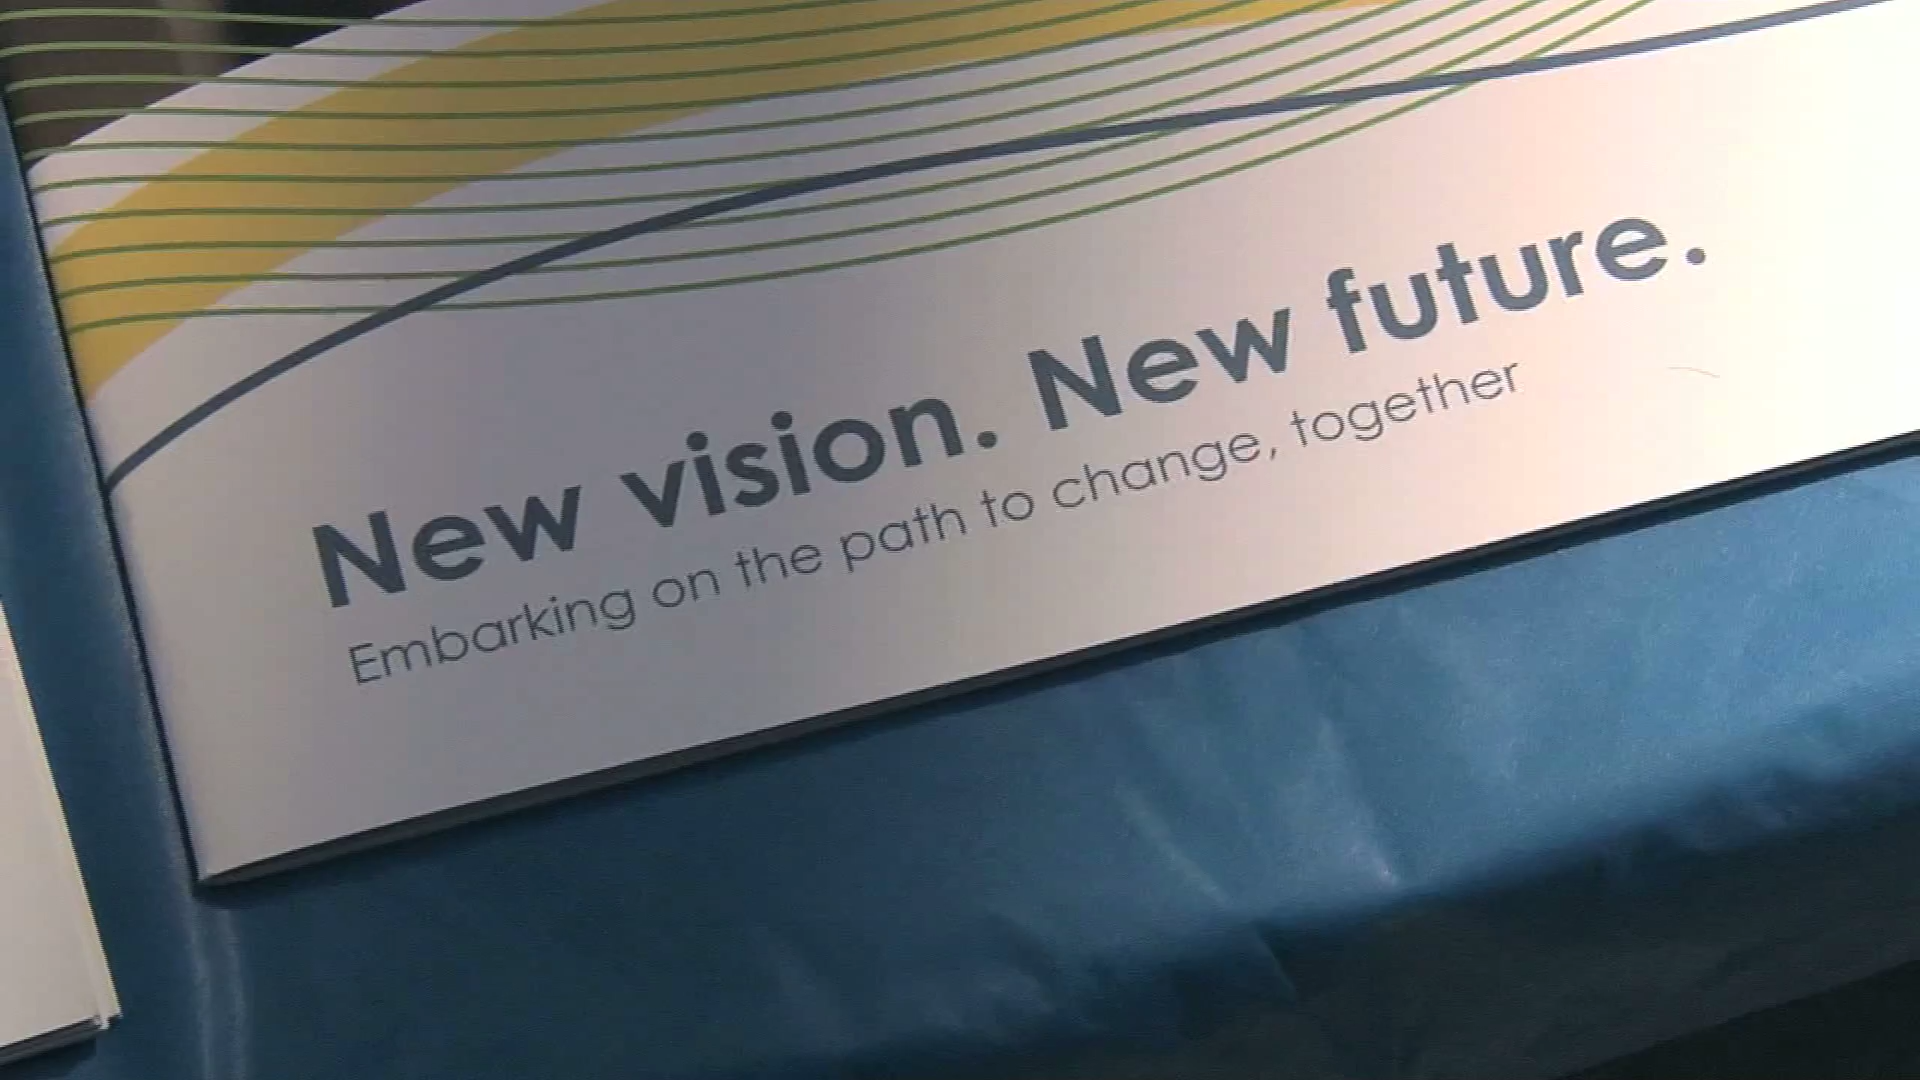 New vision. New future.
Embarking on the path to change, together